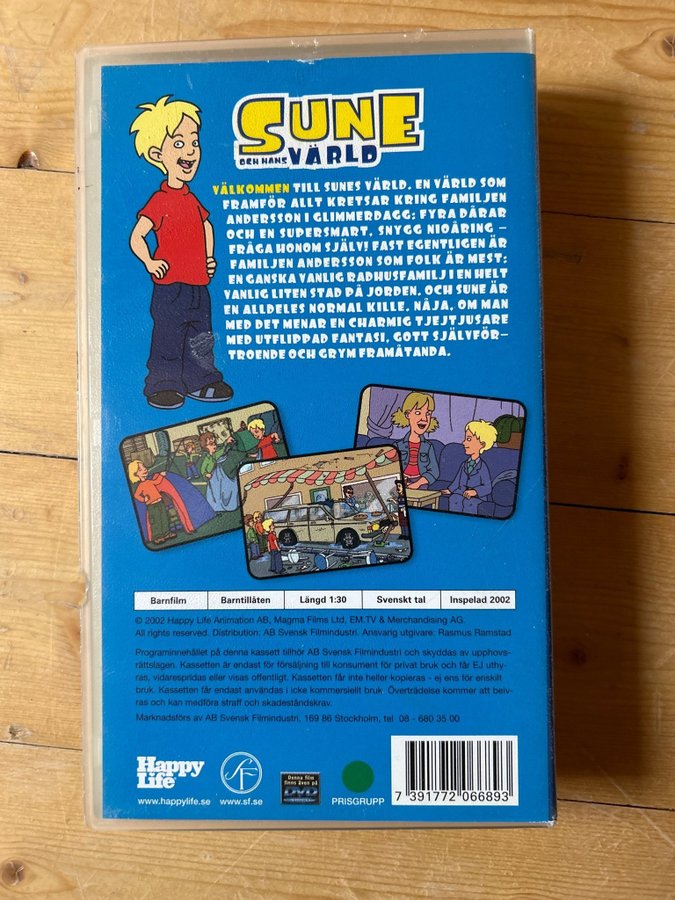 SUNE
OCH HANS VÄRLD
VÄLKOMMEN TILL SUNES VÄRLD. EN VÄRLD SOM
FRAMFÖR ALLT KRETSAR KRING FAMILJEN
ANDERSSON I GLIMMERDAGG: FYRA DÅRAR
OCH EN SUPERSMART, SNYGG NIOÅRING –
FRÅGA HONOM SJÄLV! FAST EGENTLIGEN ÄR
FAMILJEN ANDERSSON SOM FOLK ÄR MEST:
EN GANSKA VANLIG RADHUSFAMILJ I EN HELT
VANLIG LITEN STAD PÅ JORDEN. OCH SUNE ÄR
EN ALLDELES NORMAL KILLE. NÅJA, OM MAN
MED DET MENAR EN CHARMIG TJEJTJUSARE
MED UTFLIPPAD FANTASI, GOTT SJÄLVFÖR–
TROENDE OCH GRYM FRAMÅTANDA.
Barnfilm Barntillåten Längd 1:30 Svenskt tal Inspelad 2002
© 2002 Happy Life Animation AB, Magma Films Ltd, EM.TV & Merchandising AG.
All rights reserved. Distribution: AB Svensk Filmindustri. Ansvarig utgivare: Rasmus Ramstad
Programinnehållet på denna kassett tillhör AB Svensk Filmindustri och skyddas av upphovs-
rättslagen. Kassetten är endast för försäljning till konsument för privat bruk och får EJ uthy-
ras, vidarespridas eller visas offentligt. Kassetten får inte heller kopieras - ej ens för enskilt
bruk. Kassetten får endast användas i icke kommersiellt bruk. Överträdelse kommer att beiv-
ras och kan medföra straff och skadeståndskrav.
Marknadsförs av AB Svensk Filmindustri, 169 86 Stockholm, tel. 08 - 680 35 00
Happy
Life
www.happylife.se
SF
www.sf.se
Denna film
finns även på
DVD
PRISGRUPP
7 391772 066893